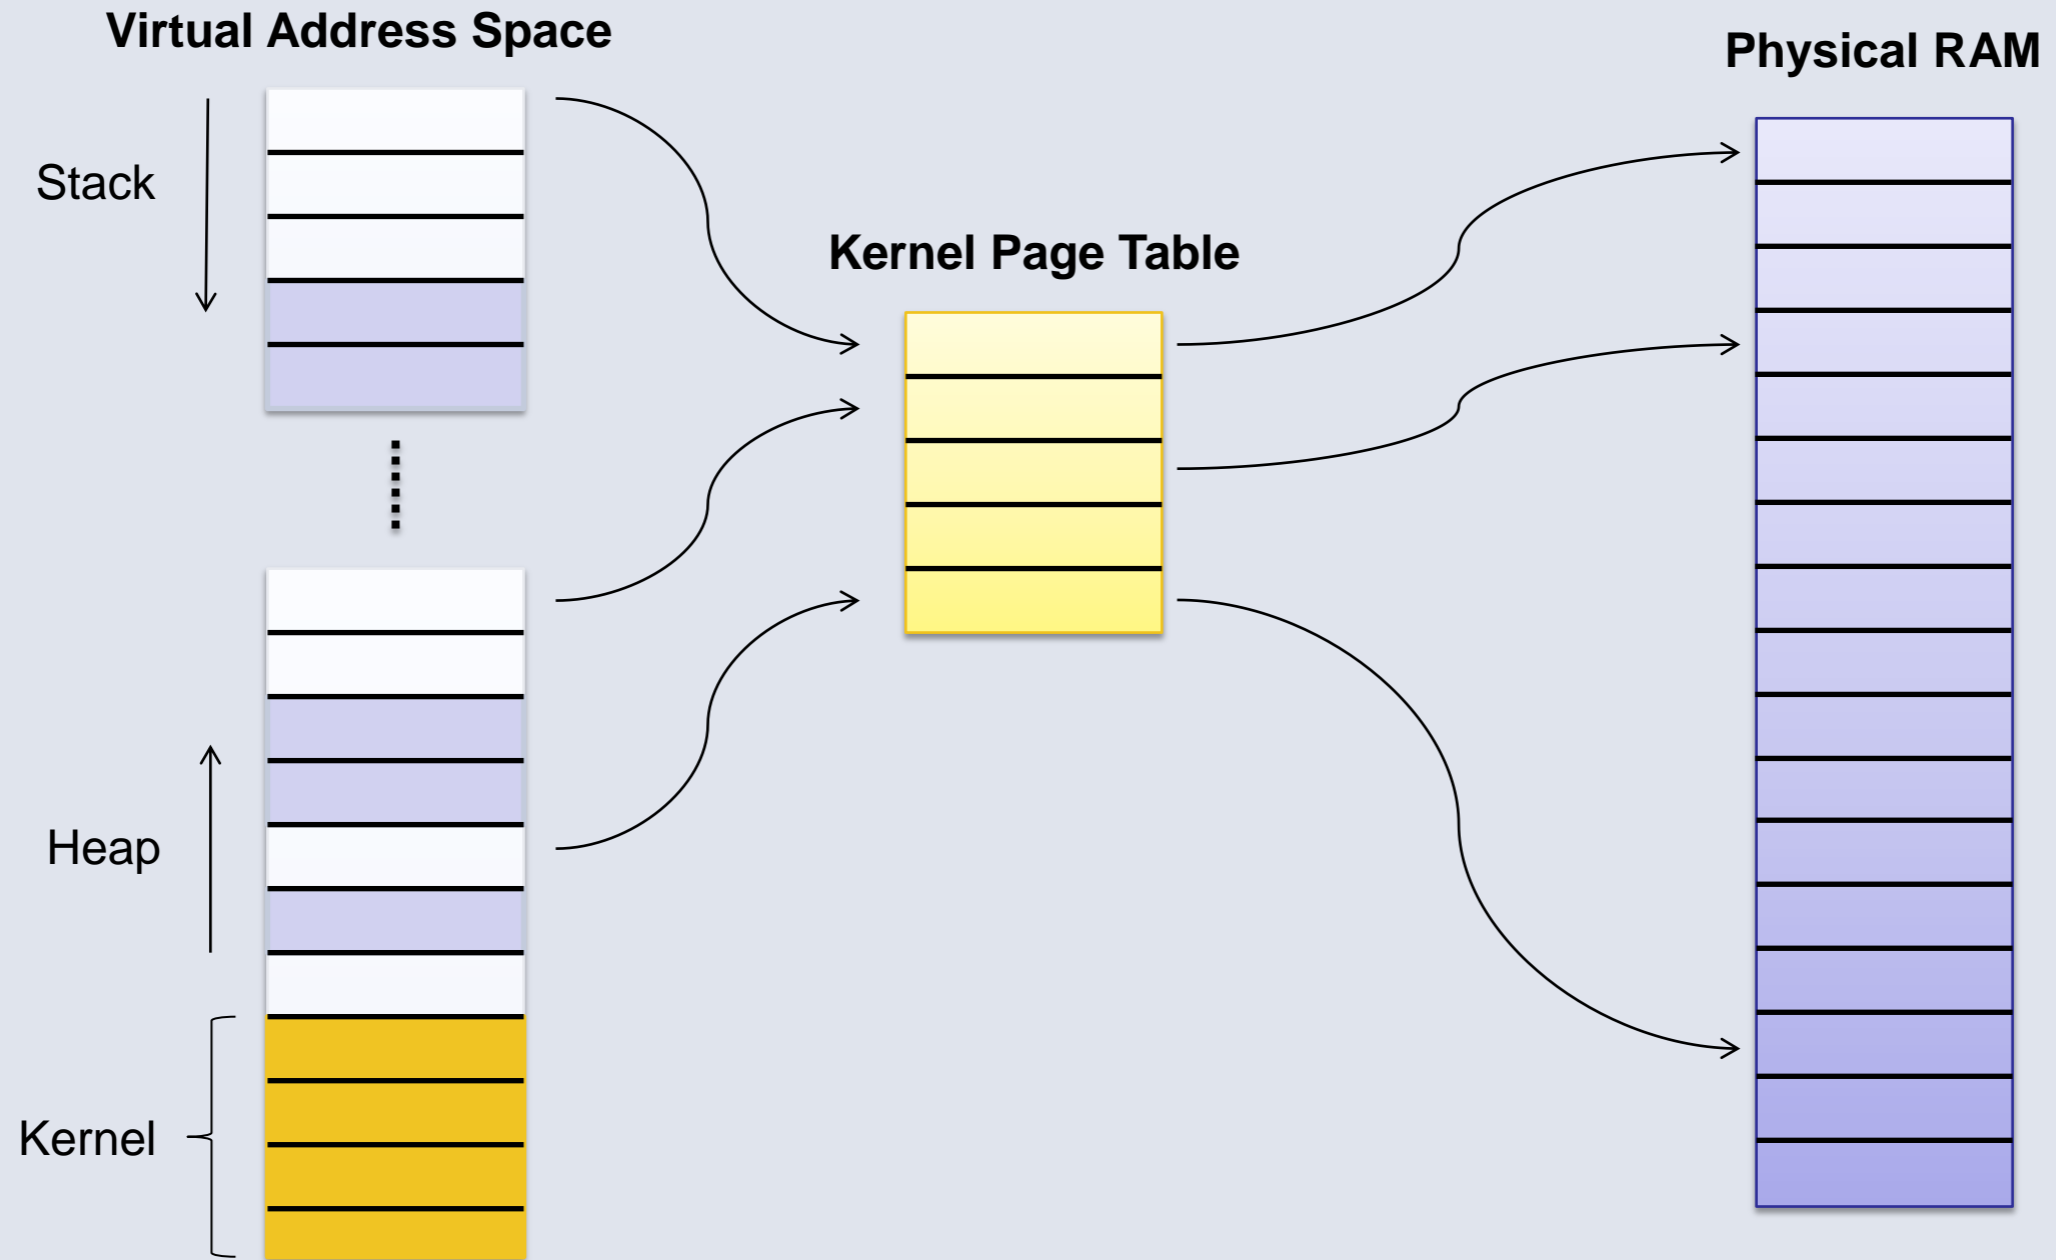 Virtual Address Space
Physical RAM
Stack
Kernel Page Table
Heap
Kernel